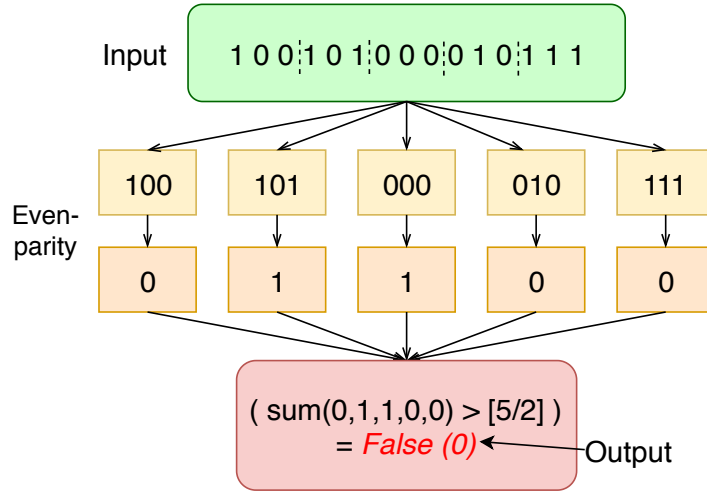 Input
1 0 0 1 0 1 0 0 0 0 1 0 1 1 1
100 101 000 010 111
Even-
parity
0 1 1 0 0
( sum(0,1,1,0,0) > [5/2] )
= False (0)
Output